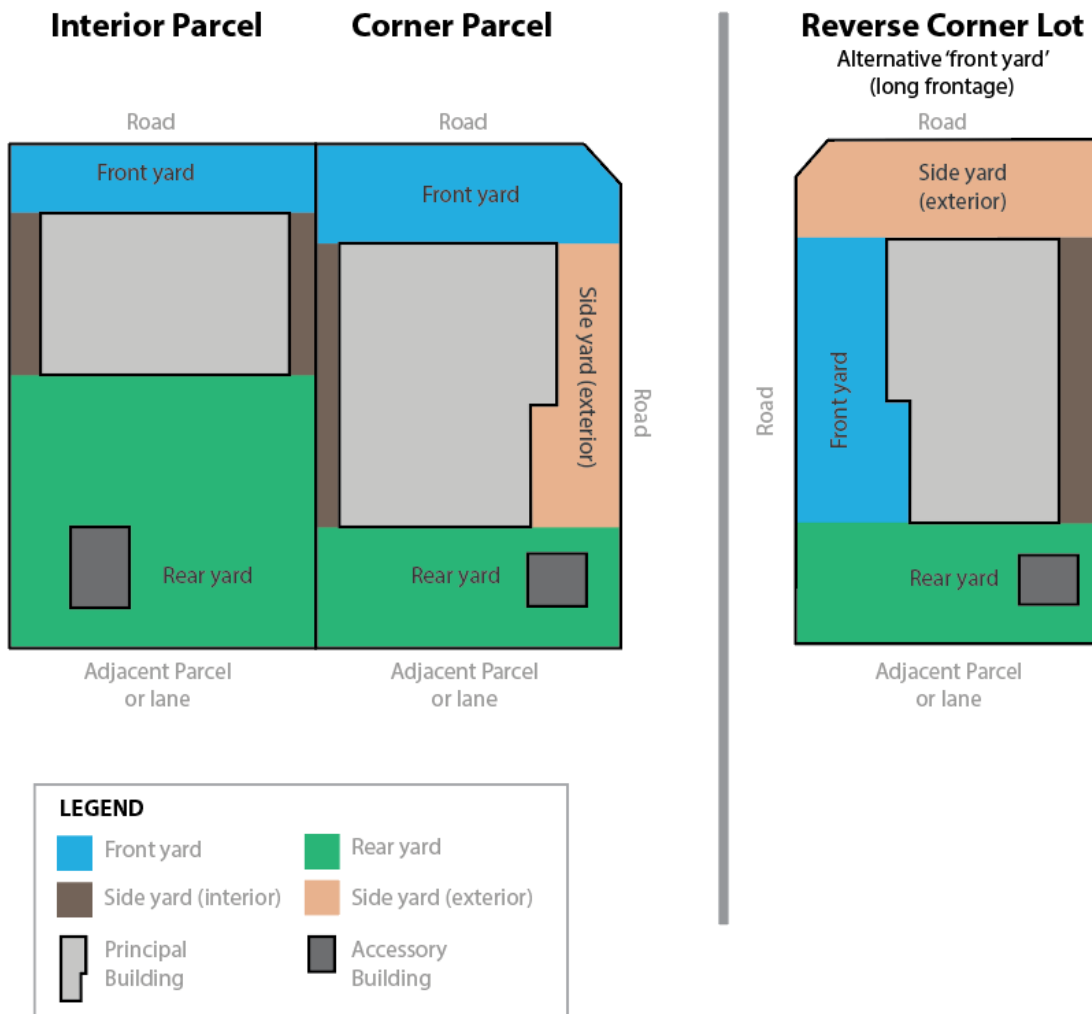 Interior Parcel
Corner Parcel
Road
Road
Front yard
Front yard
Side yard (exterior)
Road
Rear yard
Rear yard
Adjacent Parcel
or lane
Adjacent Parcel
or lane
Reverse Corner Lot
Alternative ‘front yard’
(long frontage)
Road
Side yard
(exterior)
Road
Front yard
Rear yard
Adjacent Parcel
or lane
LEGEND
Front yard
Rear yard
Side yard (interior)
Side yard (exterior)
Principal
Building
Accessory
Building